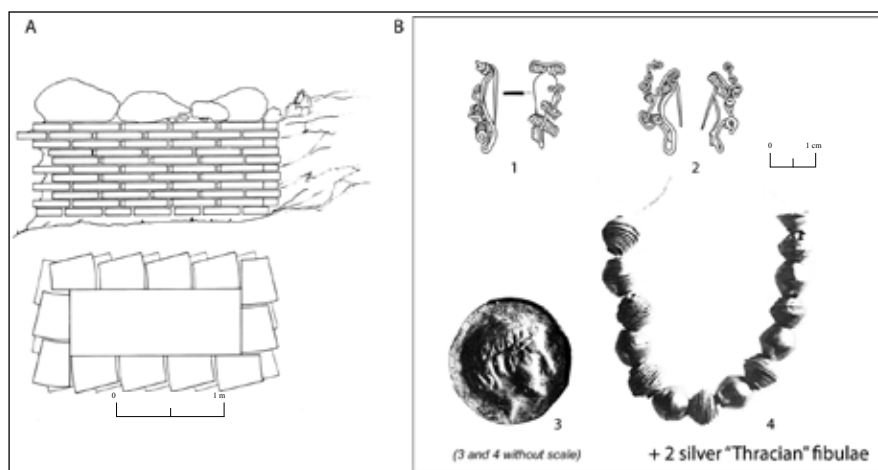 A
B
1
2
0 1 cm
0 1 m
3
4
(3 and 4 without scale)
+ 2 silver "Thracian" fibulae